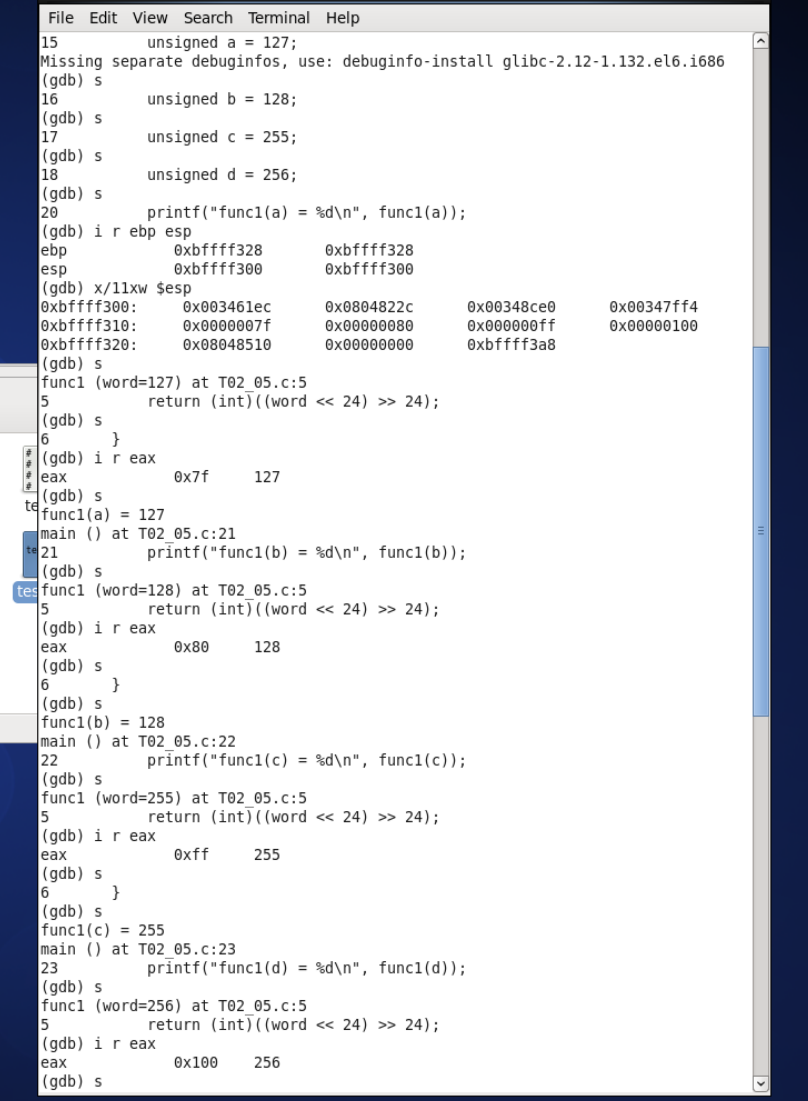 File Edit View Search Terminal Help
15 unsigned a = 127;
Missing separate debuginfos, use: debuginfo-install glibc-2.12-1.132.el6.i686
(gdb) s
16 unsigned b = 128;
(gdb) s
17 unsigned c = 255;
(gdb) s
18 unsigned d = 256;
(gdb) s
20 printf("func1(a) = %d\n", func1(a));
(gdb) i r ebp esp
ebp 0xbffff328 0xbffff328
esp 0xbffff300 0xbffff300
(gdb) x/11xw $esp
0xbffff300: 0x003461ec 0x0804822c 0x00348ce0 0x00347ff4
0xbffff310: 0x0000007f 0x00000080 0x000000ff 0x00000100
0xbffff320: 0x08048510 0x00000000 0xbffff3a8
(gdb) s
func1 (word=127) at T02_05.c:5
5 return (int)((word << 24) >> 24);
(gdb) s
6 }
(gdb) i r eax
eax 0x7f 127
(gdb) s
func1(a) = 127
main () at T02_05.c:21
21 printf("func1(b) = %d\n", func1(b));
(gdb) s
func1 (word=128) at T02_05.c:5
5 return (int)((word << 24) >> 24);
(gdb) i r eax
eax 0x80 128
(gdb) s
6 }
(gdb) s
func1(b) = 128
main () at T02_05.c:22
22 printf("func1(c) = %d\n", func1(c));
(gdb) s
func1 (word=255) at T02_05.c:5
5 return (int)((word << 24) >> 24);
(gdb) i r eax
eax 0xff 255
(gdb) s
6 }
(gdb) s
func1(c) = 255
main () at T02_05.c:23
23 printf("func1(d) = %d\n", func1(d));
(gdb) s
func1 (word=256) at T02_05.c:5
5 return (int)((word << 24) >> 24);
(gdb) i r eax
eax 0x100 256
(gdb) s